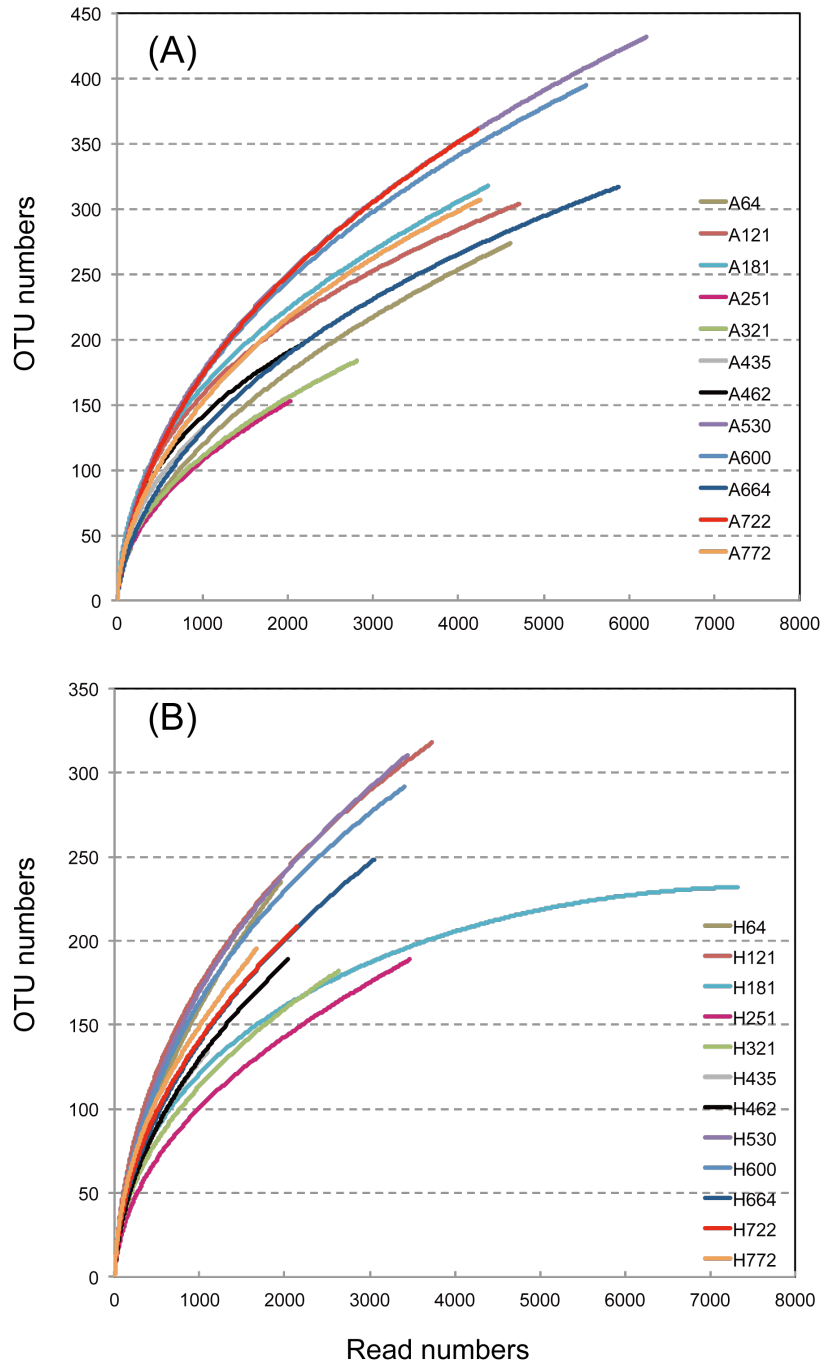 (A)
OTU numbers
450
400
350
300
250
200
150
100
50
0
0 1000 2000 3000 4000 5000 6000 7000 8000
A64
A121
A181
A251
A321
A435
A462
A530
A600
A664
A722
A772
(B)
OTU numbers
350
300
250
200
150
100
50
0
0 1000 2000 3000 4000 5000 6000 7000 8000
H64
H121
H181
H251
H321
H435
H462
H530
H600
H664
H722
H772
Read numbers